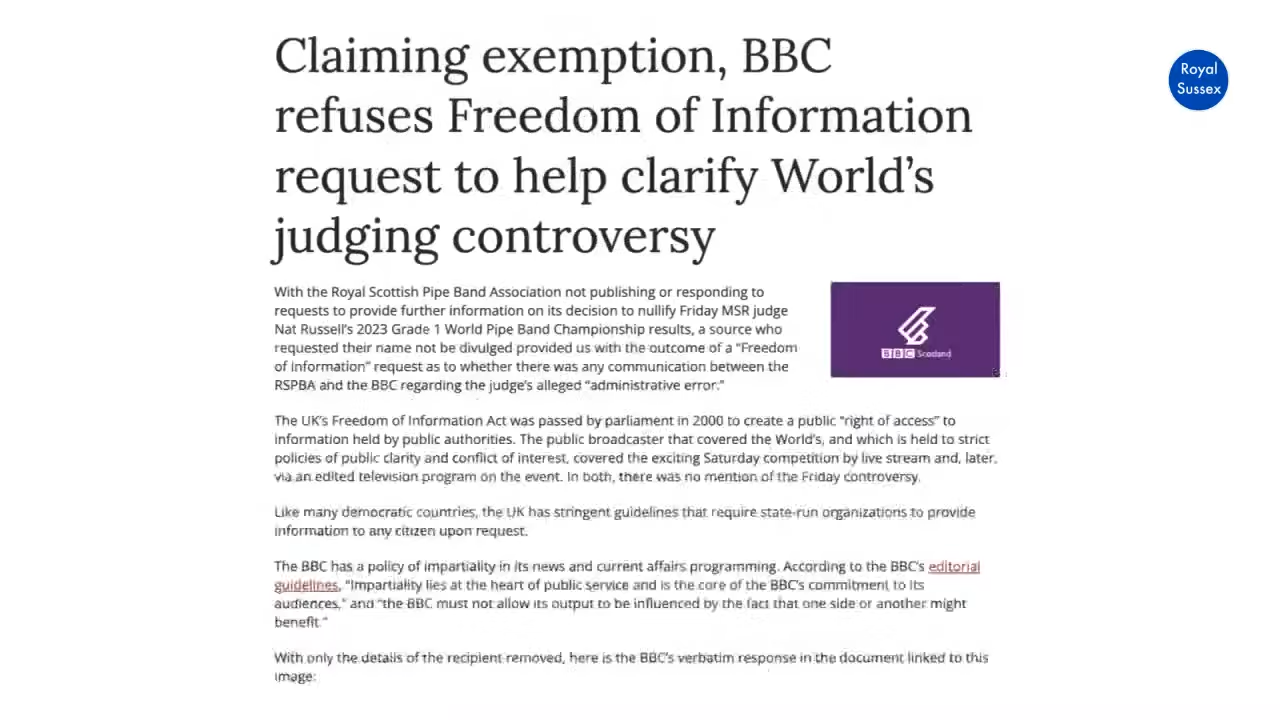 Claiming exemption, BBC
refuses Freedom of Information
request to help clarify World's
judging controversy
Royal
Sussex
With the Royal Scottish Pipe Band Association not publishing or responding to
requests to provide further information on its decision to nullify Friday MSR judge
Nat Russell's 2023 Grade 1 World Pipe Band Championship results, a source who
requested their name not be divulged provided us with the outcome of a "Freedom
of Information" request as to whether there was any communication between the
RSPBA and the BBC regarding the judge's alleged "administrative error."
BBC Scotland
The UK's Freedom of Information Act was passed by parliament in 2000 to create a public "right of access" to
information held by public authorities. The public broadcaster that covered the World's, and which is held to strict
policies of public clarity and conflict of interest, covered the exciting Saturday competition by live stream and, later,
via an edited television program on the event. In both, there was no mention of the Friday controversy.
Like many democratic countries, the UK has stringent guidelines that require state-run organizations to provide
information to any citizen upon request.
The BBC has a policy of impartiality in its news and current affairs programming. According to the BBC's editorial
guidelines, "Impartiality lies at the heart of public service and is the core of the BBC's commitment to its
audiences," and "the BBC must not allow its output to be influenced by the fact that one side or another might
benefit."
With only the details of the recipient removed, here is the BBC's verbatim response in the document linked to this
image: